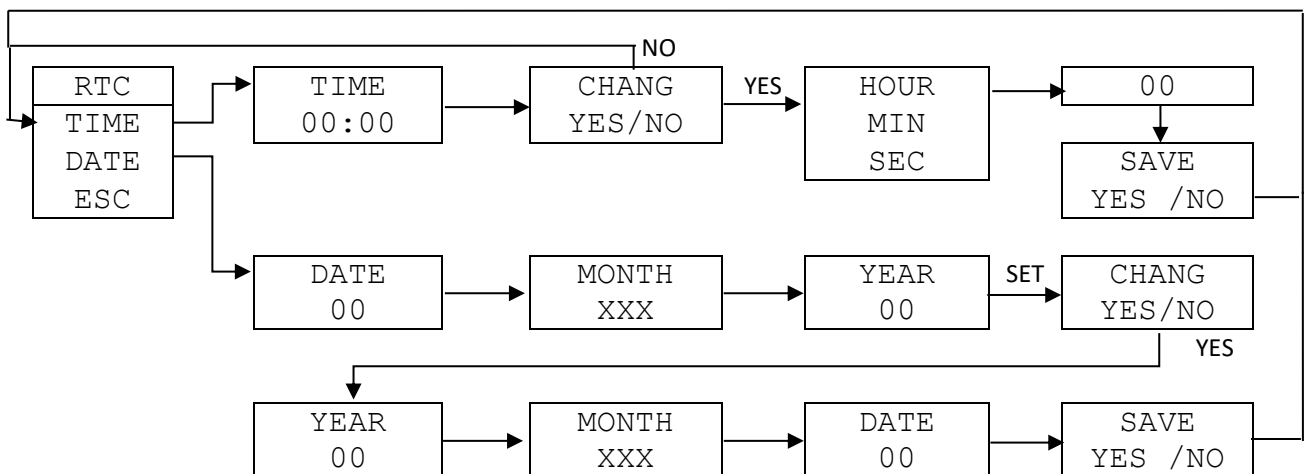 NO
RTC
TIME
DATE
ESC
TIME
00:00
CHANG
YES/NO
YES
HOUR
MIN
SEC
00
SAVE
YES /NO
DATE
00
MONTH
XXX
YEAR
00
SET
CHANG
YES/NO
YES
YEAR
00
MONTH
XXX
DATE
00
SAVE
YES /NO